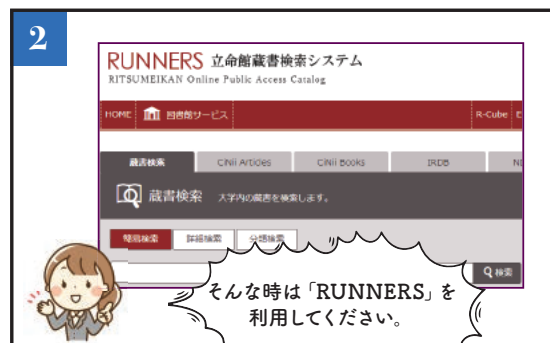 2
RUNNERS 立命館蔵書検索システム
RITSUMEIKAN Online Public Access Catalog
HOME 図書館サービス R-Cube
蔵書検索 CiNii Articles CiNii Books IRDB
蔵書検索 大学内の蔵書を検索します。
簡易検索 詳細検索 分類検索
検索
そんな時は「RUNNERS」を
利用してください。